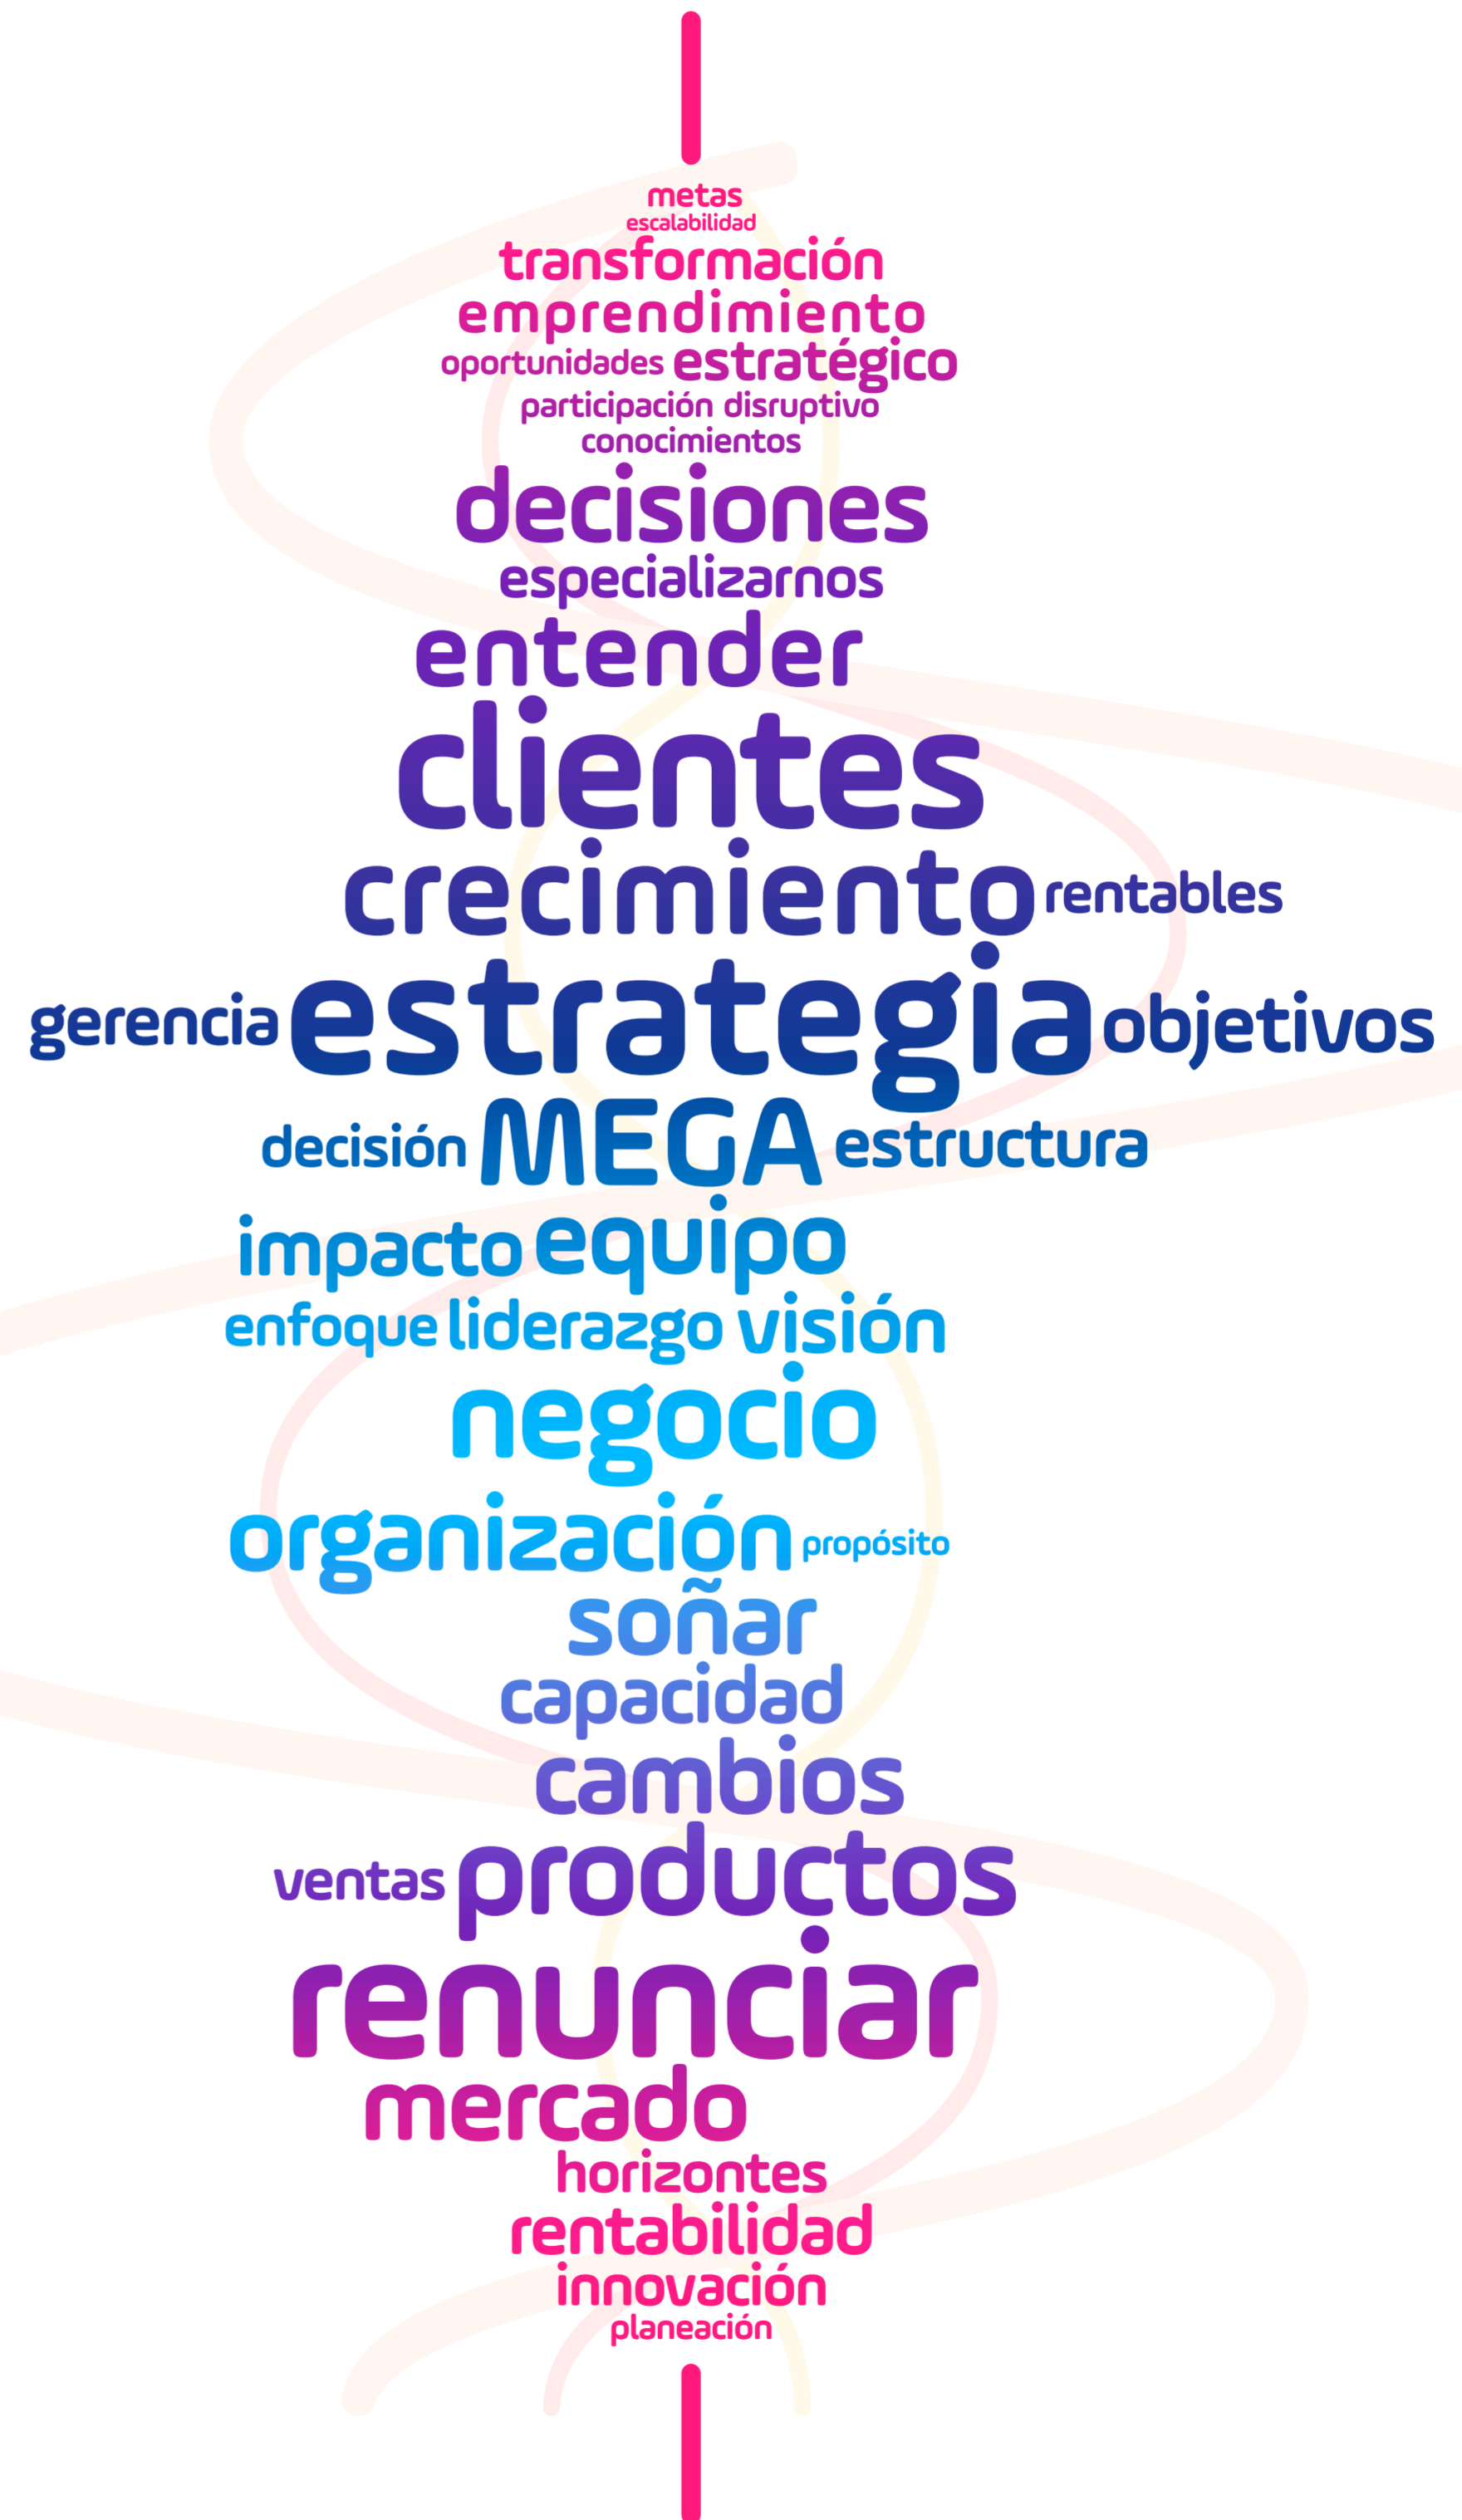 metas
escalabilidad
transformación
emprendimiento
oportunidades estratégico
participación disruptivo
conocimientos
decisiones
especializarnos
entender
clientes
crecimiento rentables
gerencia estrategia objetivos
decisión MEGA estructura
impacto equipo
enfoque liderazgo visión
negocio
organización propósito
soñar
capacidad
cambios
ventas productos
renunciar
mercado
horizontes
rentabilidad
innovación
planeación